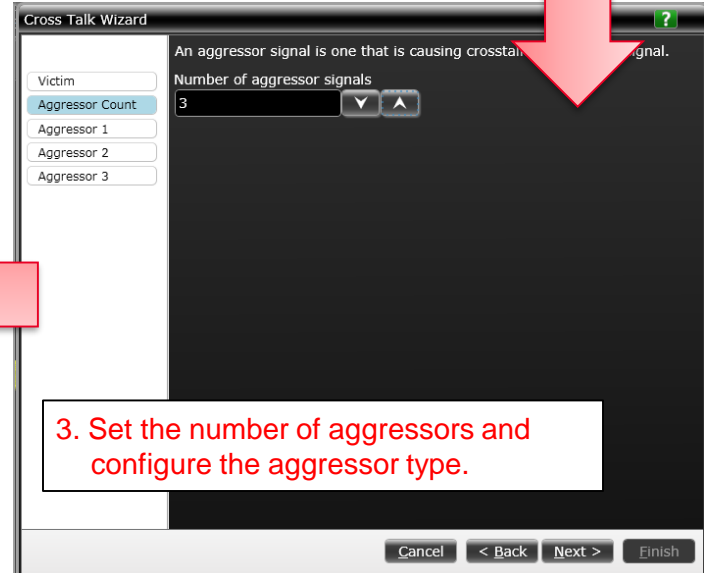 Cross Talk Wizard
?
An aggressor signal is one that is causing gnal.
Victim
Aggressor Count
Aggressor 1
Aggressor 2
Aggressor 3
Number of aggressor signals
3
3. Set the number of aggressors and
configure the aggressor type.
Cancel
< Back
Next >
Finish